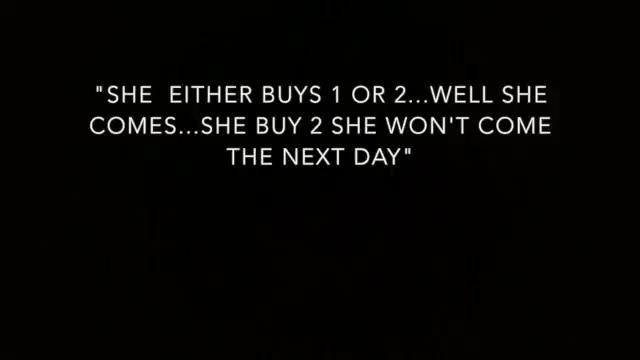 "SHE EITHER BUYS 1 OR 2...WELL SHE
COMES...SHE BUY 2 SHE WON'T COME
THE NEXT DAY"